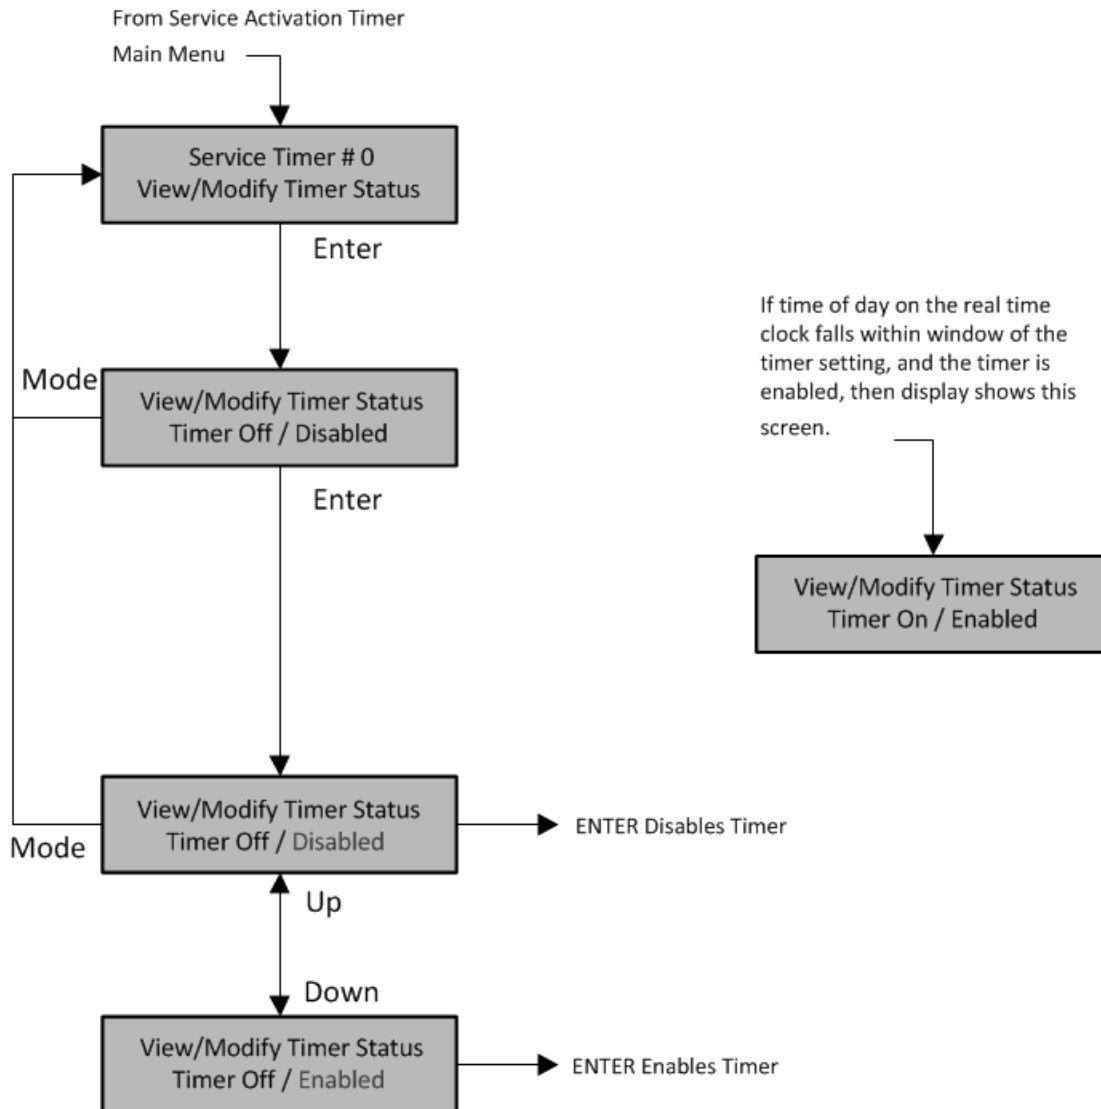 From Service Activation Timer
Main Menu
Service Timer # 0
View/Modify Timer Status
Enter
Mode
View/Modify Timer Status
Timer Off / Disabled
Enter
If time of day on the real time
clock falls within window of the
timer setting, and the timer is
enabled, then display shows this
screen.
View/Modify Timer Status
Timer On / Enabled
View/Modify Timer Status
Timer Off / Disabled
ENTER Disables Timer
Mode
Up
Down
View/Modify Timer Status
Timer Off / Enabled
ENTER Enables Timer